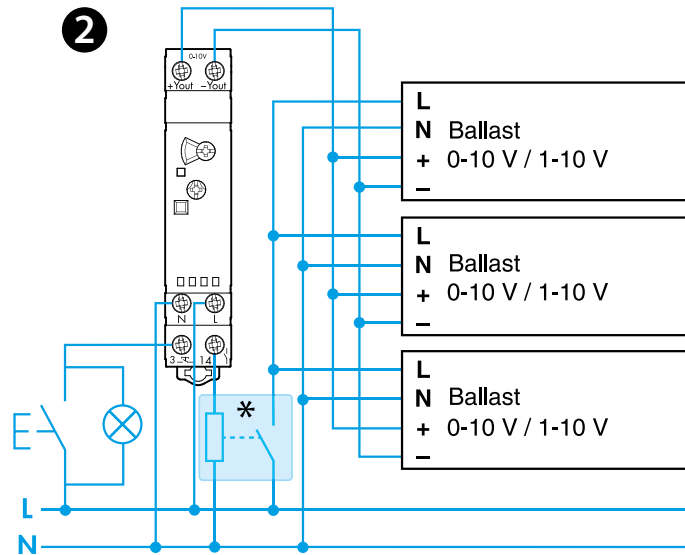 2
0-10V
+Yout −Yout
L
N Ballast
+ 0-10 V / 1-10 V
−
L
N Ballast
+ 0-10 V / 1-10 V
−
N L
3 14
L
N Ballast
+ 0-10 V / 1-10 V
−
*
L
N